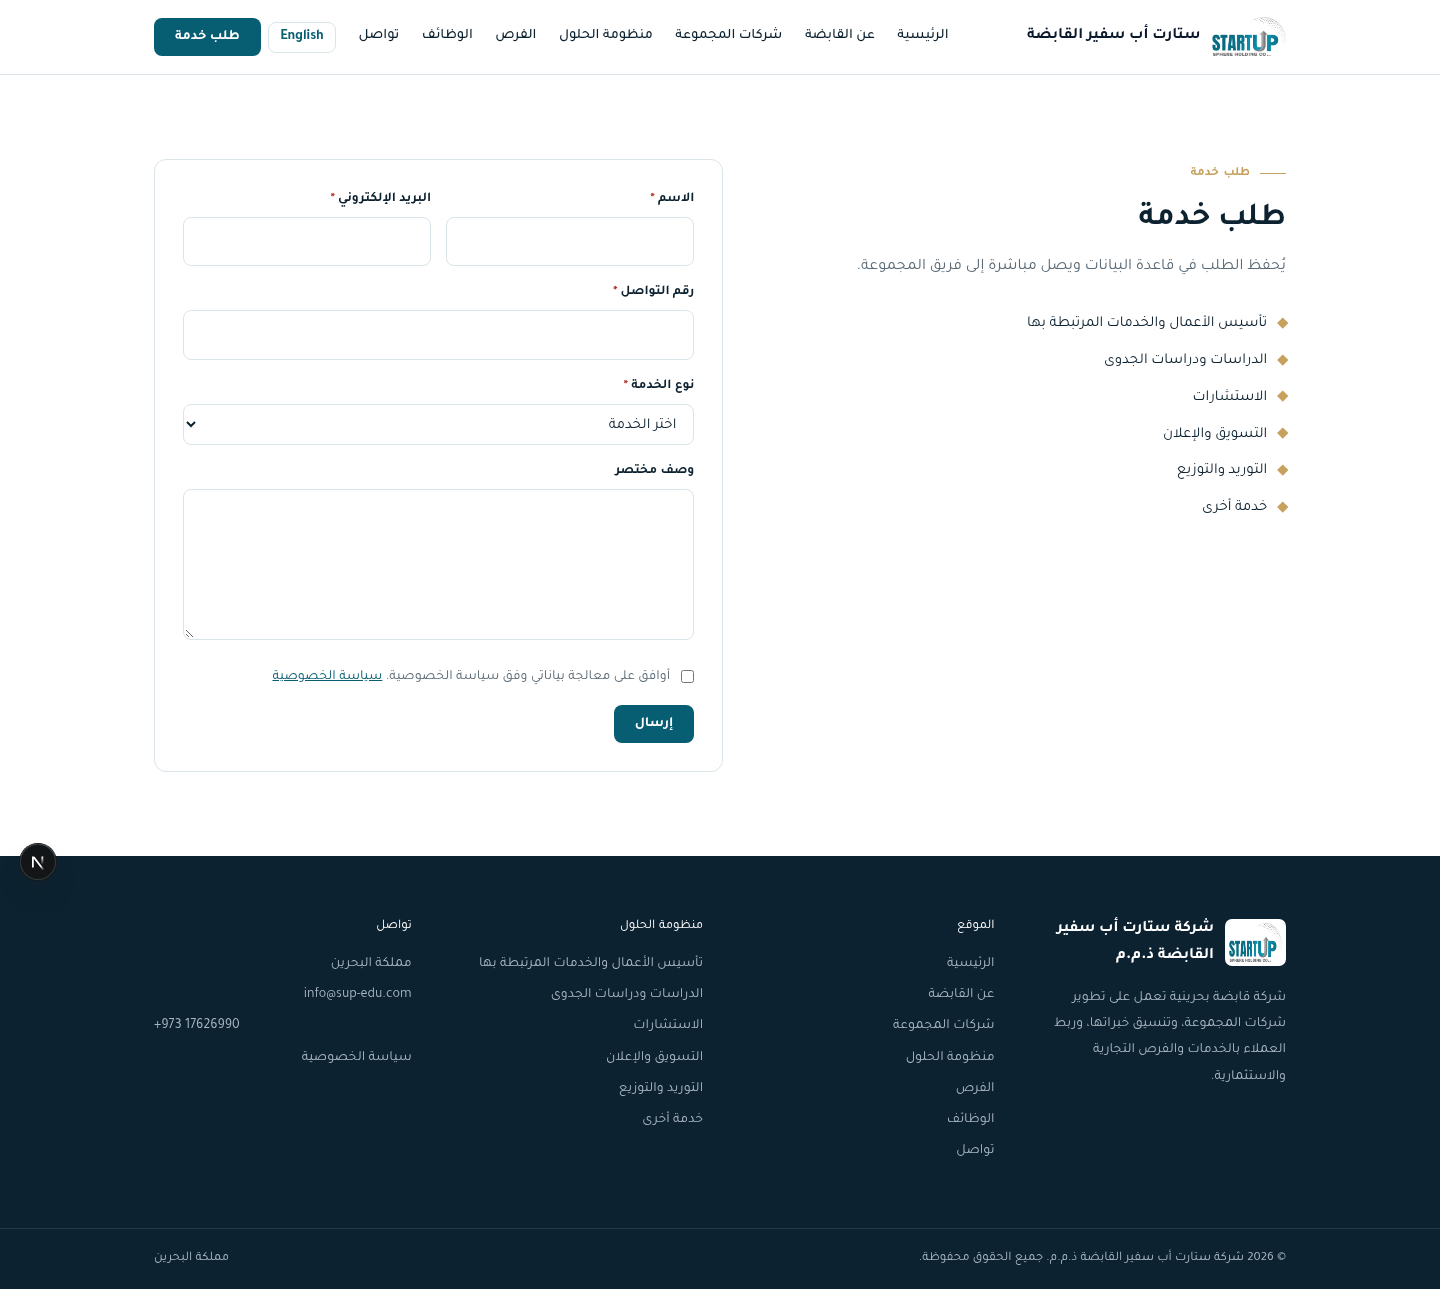 STARTUP
SPHERE HOLDING CO...
ستارت أب سفير القابضة
الرئيسية
عن القابضة
شركات المجموعة
منظومة الحلول
الفرص
الوظائف
تواصل
English
طلب خدمة
طلب خدمة
طلب خدمة
يُحفظ الطلب في قاعدة البيانات ويصل مباشرة إلى فريق المجموعة.
تأسيس الأعمال والخدمات المرتبطة بها
الدراسات ودراسات الجدوى
الاستشارات
التسويق والإعلان
التوريد والتوزيع
خدمة أخرى
الاسم *
البريد الإلكتروني *
رقم التواصل *
نوع الخدمة *
اختر الخدمة
وصف مختصر
أوافق على معالجة بياناتي وفق سياسة الخصوصية. سياسة الخصوصية
إرسال
N
STARTUP
SPHERE HOLDING CO...
شركة ستارت أب سفير
القابضة ذ.م.م
شركة قابضة بحرينية تعمل على تطوير
شركات المجموعة، وتنسيق خبراتها، وربط
العملاء بالخدمات والفرص التجارية
والاستثمارية.
الموقع
الرئيسية
عن القابضة
شركات المجموعة
منظومة الحلول
الفرص
الوظائف
تواصل
منظومة الحلول
تأسيس الأعمال والخدمات المرتبطة بها
الدراسات ودراسات الجدوى
الاستشارات
التسويق والإعلان
التوريد والتوزيع
خدمة أخرى
تواصل
مملكة البحرين
info@sup-edu.com
+973 17626990
سياسة الخصوصية
© 2026 شركة ستارت أب سفير القابضة ذ.م.م. جميع الحقوق محفوظة.
مملكة البحرين